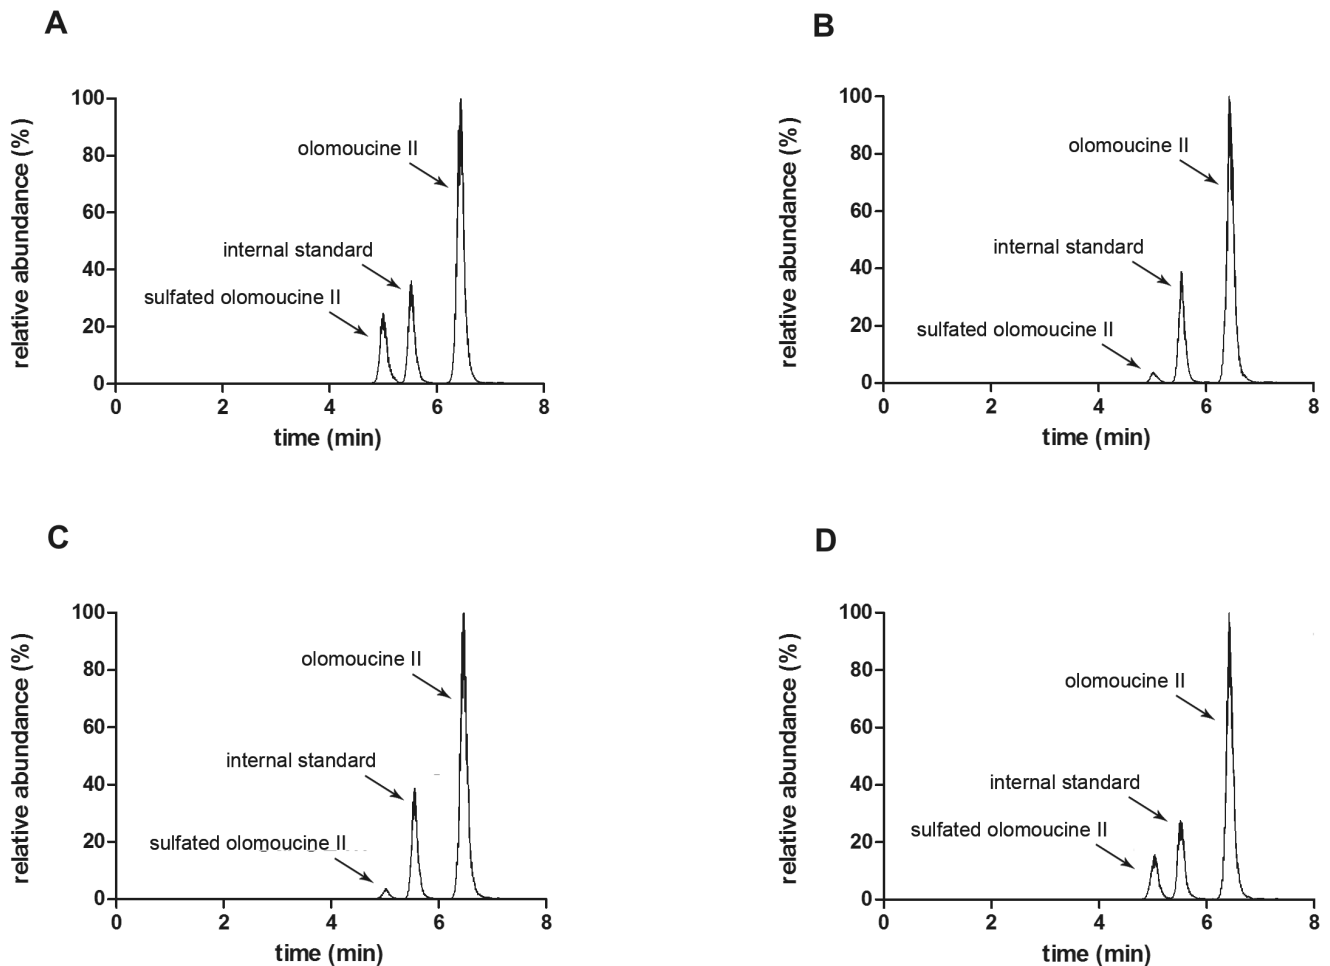 A
relative abundance (%)
100
80
60
40
20
0
olomoucine II
internal standard
sulfated olomoucine II
0 2 4 6 8
time (min)
B
relative abundance (%)
100
80
60
40
20
0
olomoucine II
internal standard
sulfated olomoucine II
0 2 4 6 8
time (min)
C
relative abundance (%)
100
80
60
40
20
0
olomoucine II
internal standard
sulfated olomoucine II
0 2 4 6 8
time (min)
D
relative abundance (%)
100
80
60
40
20
0
olomoucine II
internal standard
sulfated olomoucine II
0 2 4 6 8
time (min)